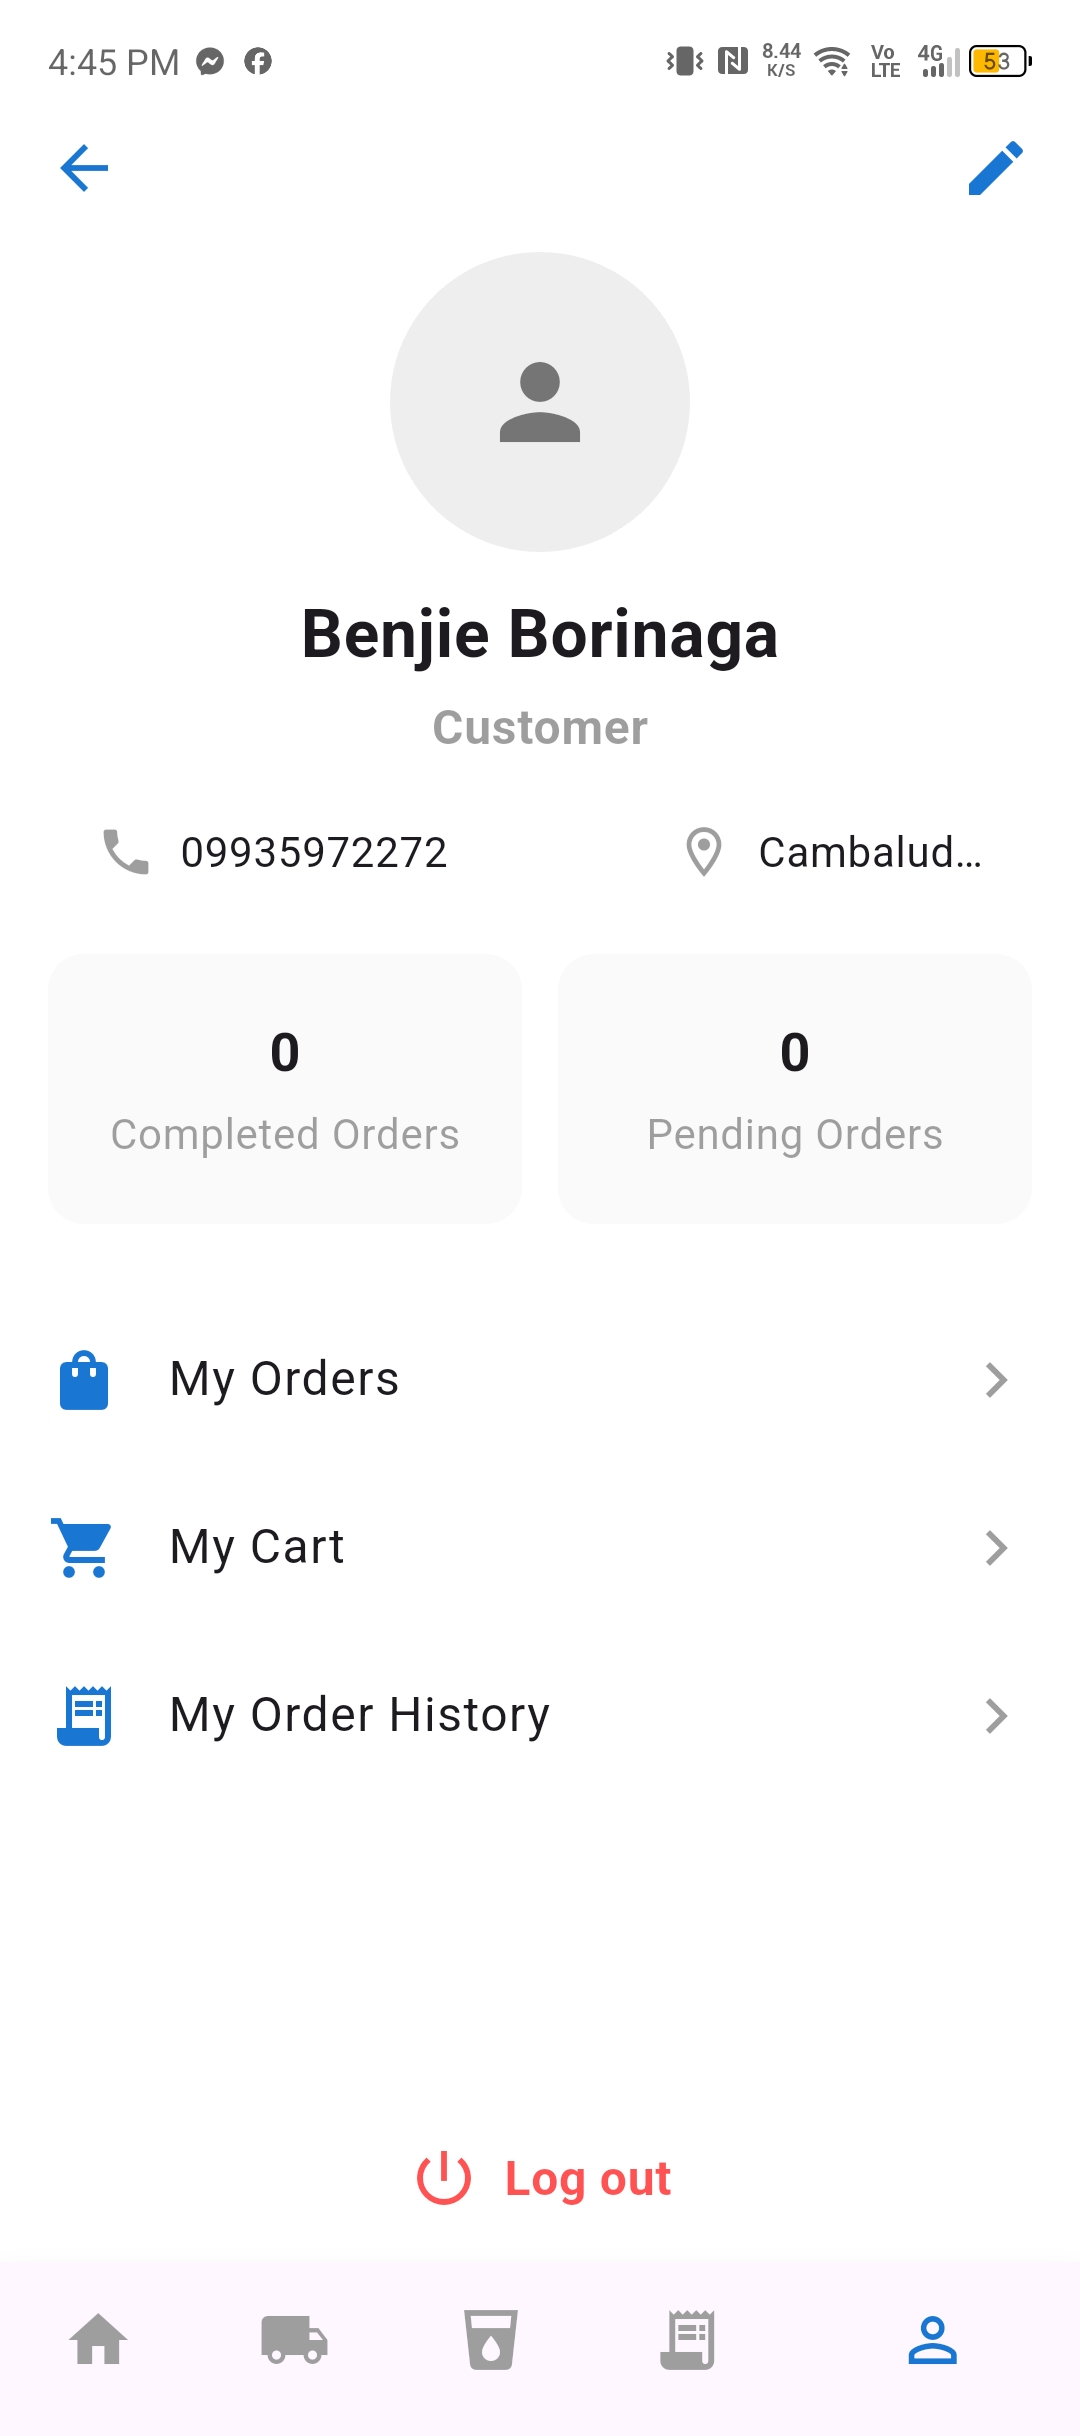 4:45 PM 8.44 K/S Vo LTE 4G 53
Benjie Borinaga
Customer
09935972272 Cambalud...
0 0
Completed Orders Pending Orders
My Orders
My Cart
My Order History
Log out